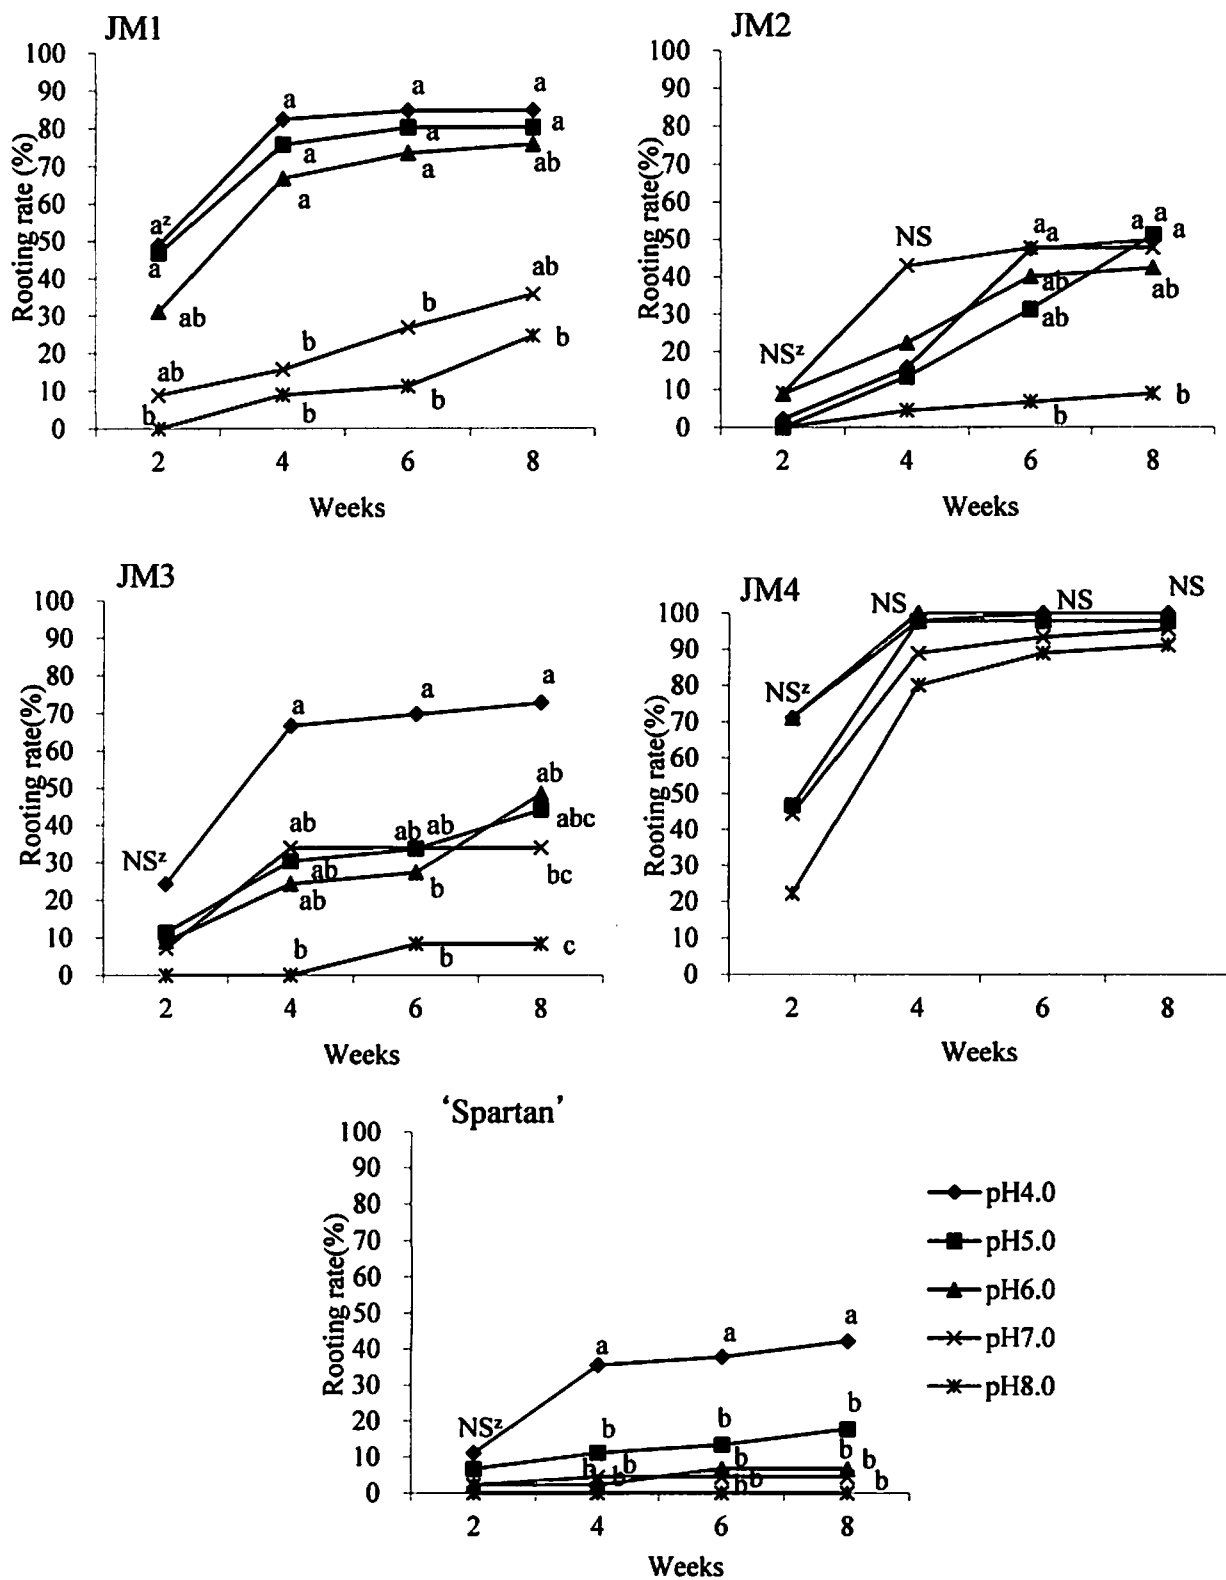 JM1
Rooting rate (%)
100
90
80
70
60
50
40
30
20
10
0
aᶻ
a
ab
ab
b
a
a
a
b
b
a
a
a
b
b
a
a
ab
ab
b
2 4 6 8
Weeks
JM2
Rooting rate(%)
100
90
80
70
60
50
40
30
20
10
0
NSᶻ
NS
a
a
ab
ab
b
a
a
a
ab
b
2 4 6 8
Weeks
JM3
Rooting rate(%)
100
90
80
70
60
50
40
30
20
10
0
NSᶻ
a
ab
ab
ab
b
a
ab
ab
b
b
a
ab
abc
bc
c
2 4 6 8
Weeks
JM4
Rooting rate(%)
100
90
80
70
60
50
40
30
20
10
0
NSᶻ
NS
NS
NS
2 4 6 8
Weeks
‘Spartan’
Rooting rate(%)
100
90
80
70
60
50
40
30
20
10
0
NSᶻ
a
b
b
b
b
a
b
b
b
b
a
b
b
b
b
2 4 6 8
Weeks
pH4.0
pH5.0
pH6.0
pH7.0
pH8.0